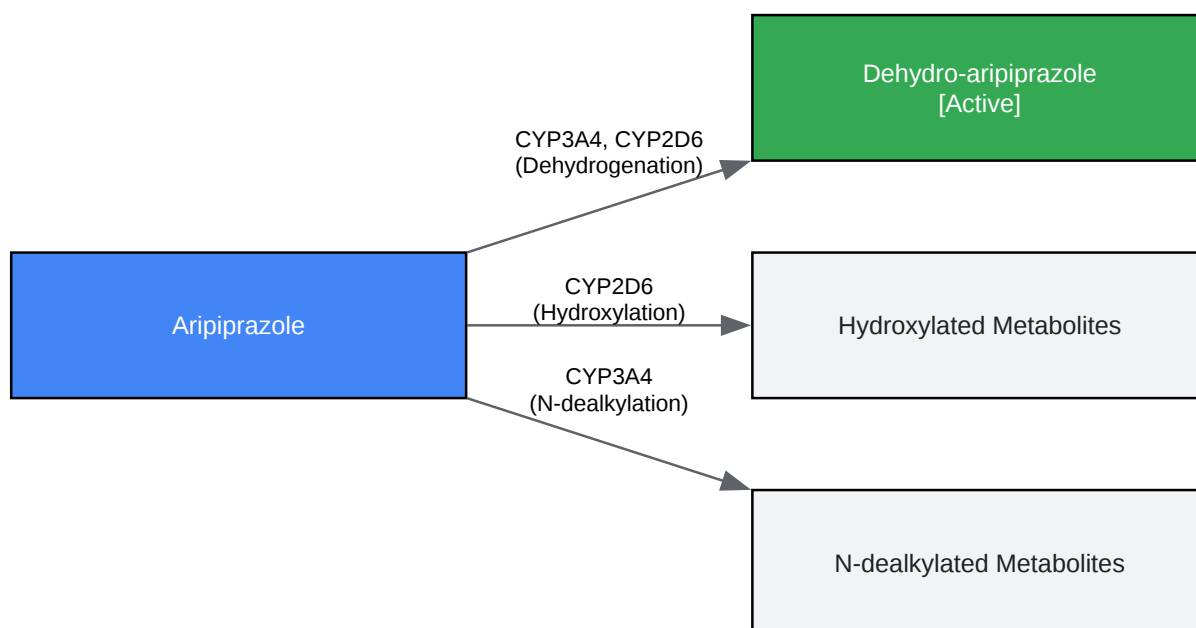 Dehydro-aripiprazole
[Active]
CYP3A4, CYP2D6
(Dehydrogenation)
Aripiprazole
CYP2D6
(Hydroxylation)
Hydroxylated Metabolites
CYP3A4
(N-dealkylation)
N-dealkylated Metabolites